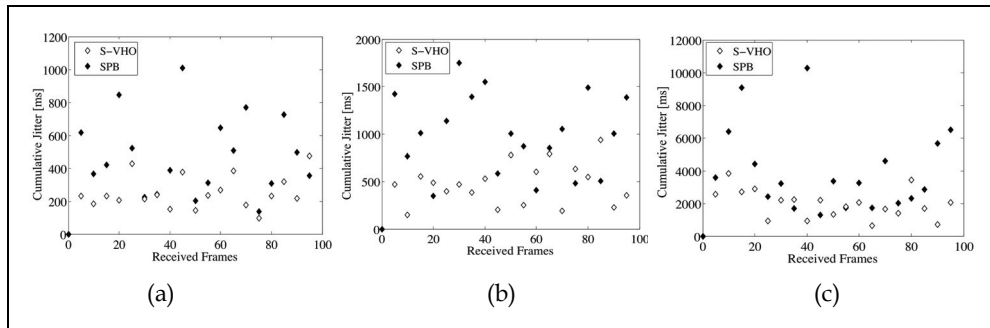 1200
1000
800
600
400
200
0
0 20 40 60 80 100
Cumulative Jitter [ms]
Received Frames
S-VHO
SPB
(a)
2000
1500
1000
500
0
0 20 40 60 80 100
Cumulative Jitter [ms]
Received Frames
S-VHO
SPB
(b)
12000
10000
8000
6000
4000
2000
0
0 20 40 60 80 100
Cumulative Jitter [ms]
Received Frames
S-VHO
SPB
(c)